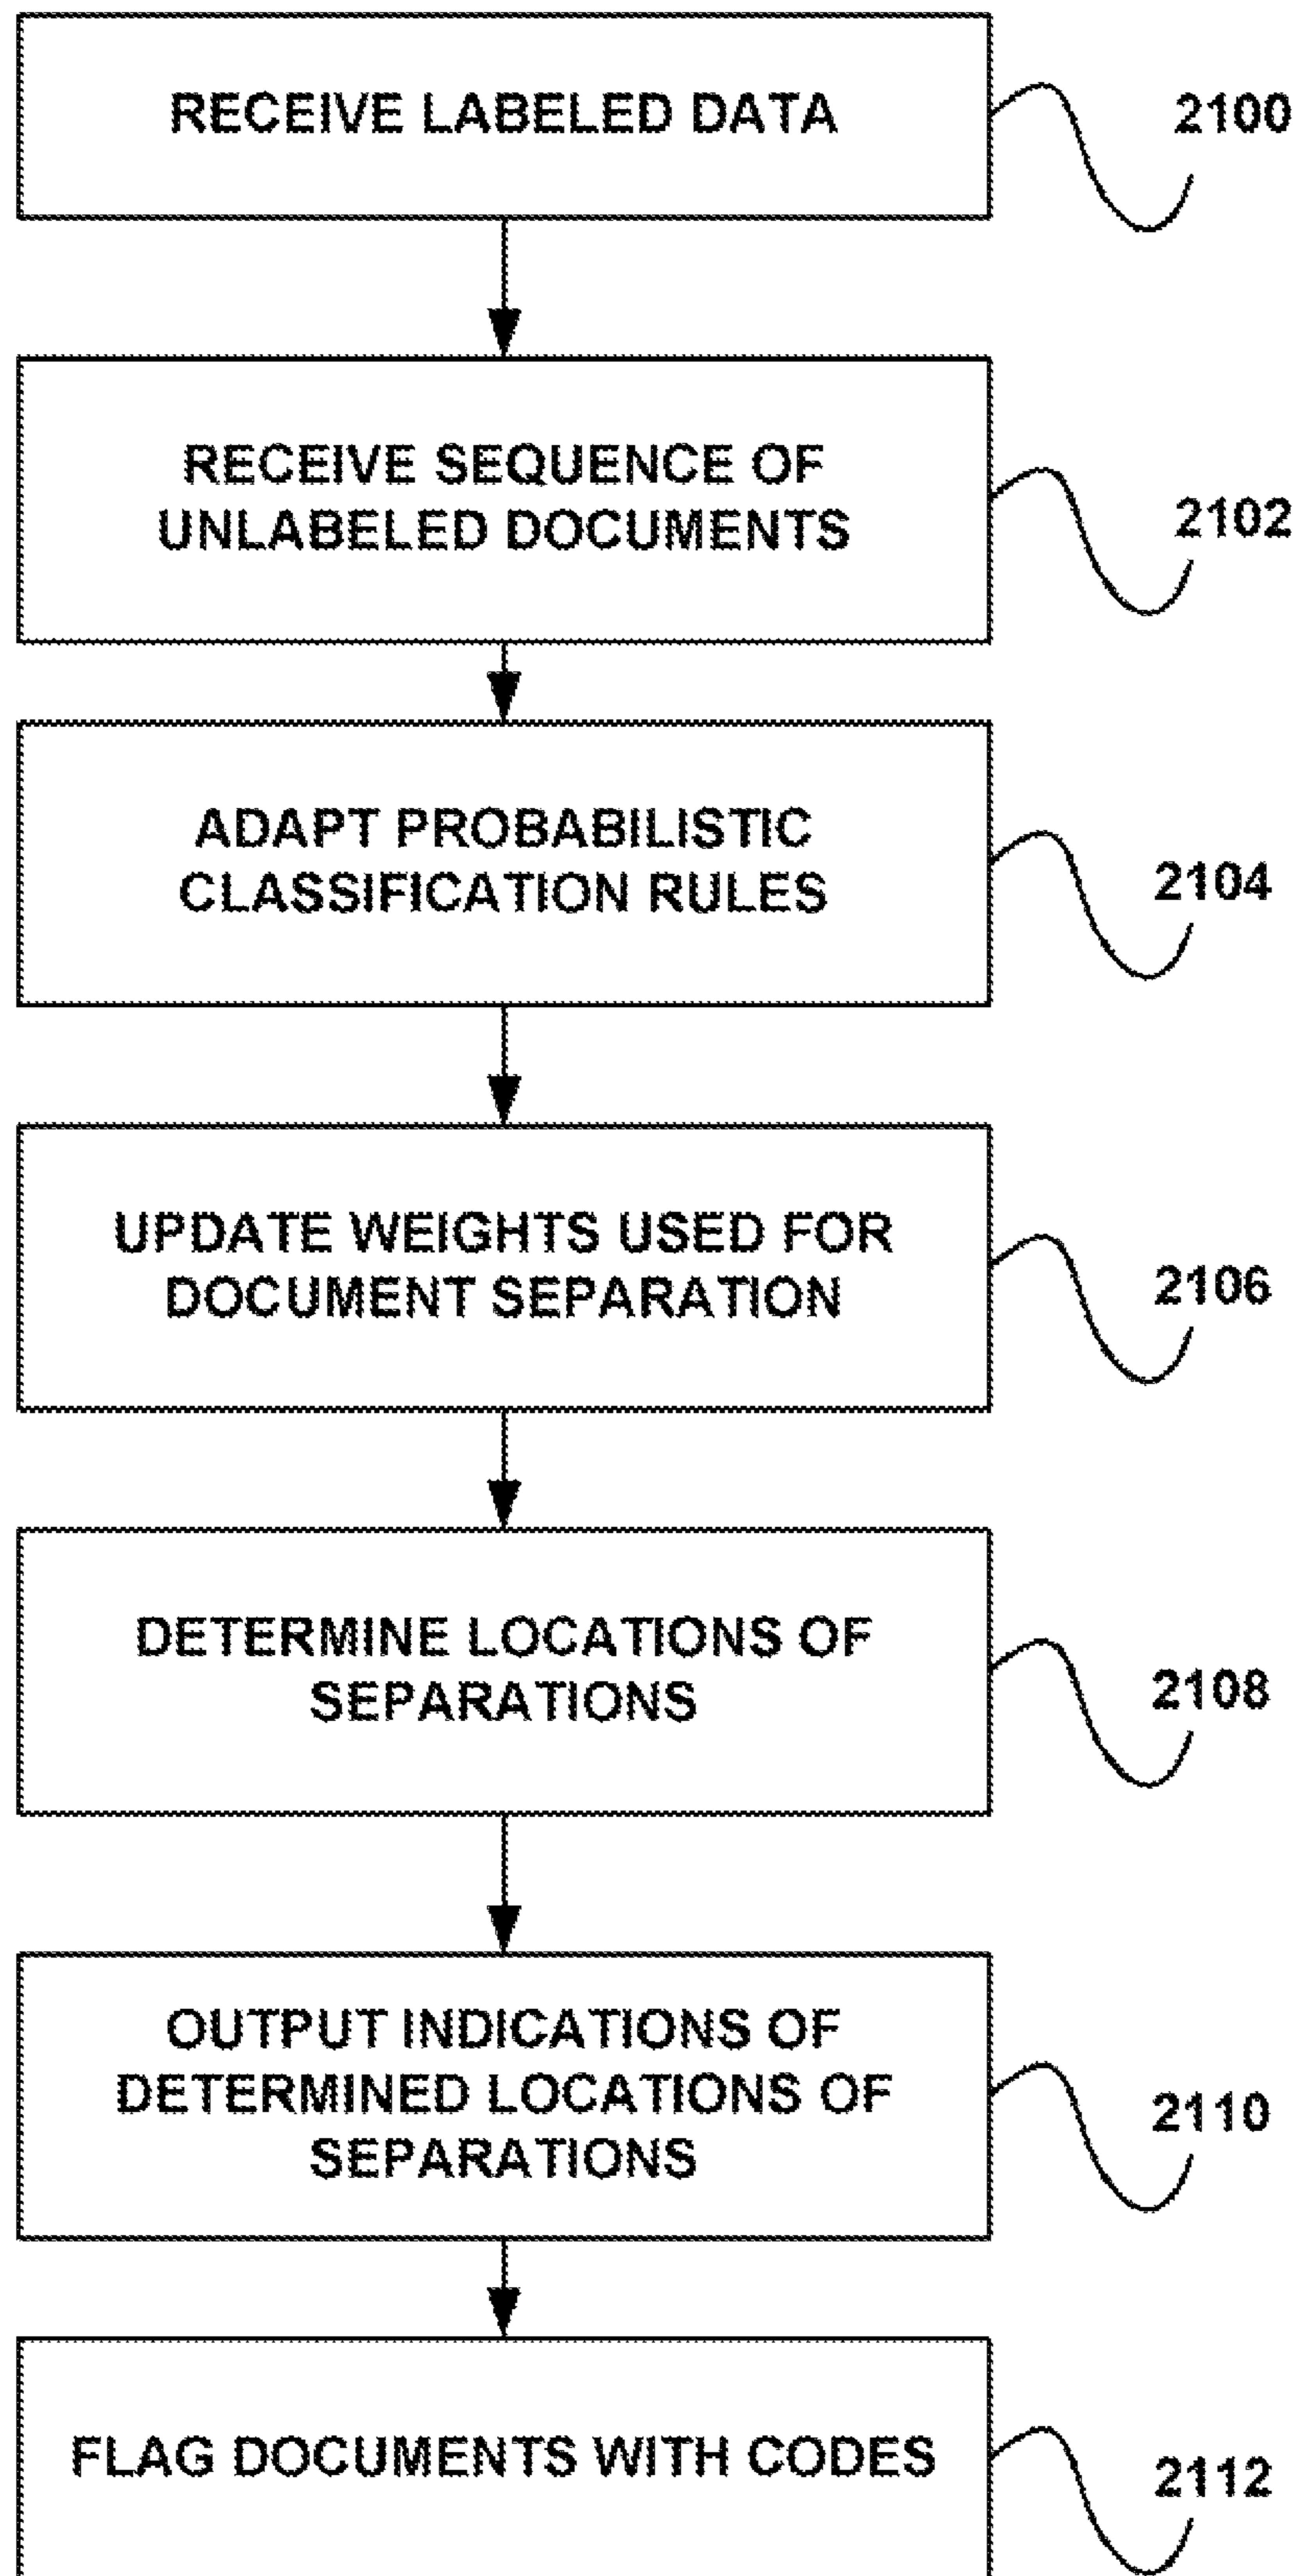 RECEIVE LABELED DATA
2100
RECEIVE SEQUENCE OF
UNLABELED DOCUMENTS
2102
ADAPT PROBABILISTIC
CLASSIFICATION RULES
2104
UPDATE WEIGHTS USED FOR
DOCUMENT SEPARATION
2106
DETERMINE LOCATIONS OF
SEPARATIONS
2108
OUTPUT INDICATIONS OF
DETERMINED LOCATIONS OF
SEPARATIONS
2110
FLAG DOCUMENTS WITH CODES
2112